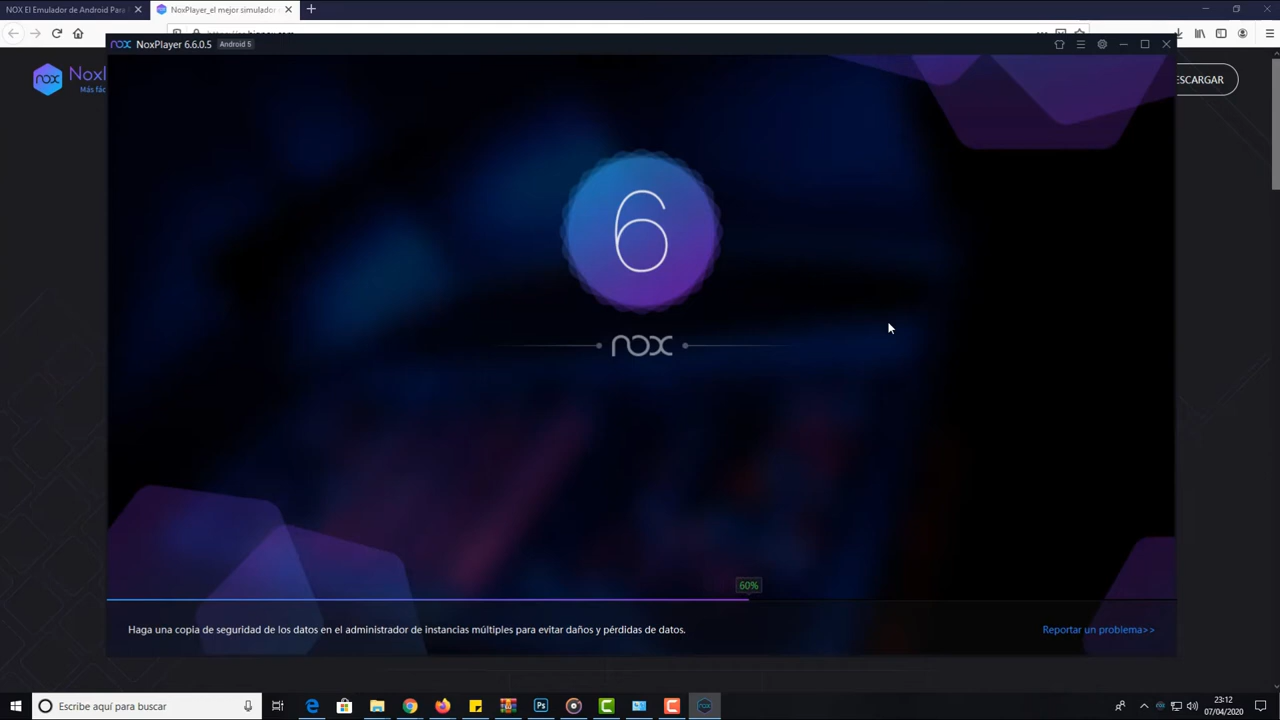 NOX El Emulador de Android Para
NoxPlayer_el mejor simulador
nox NoxPlayer 6.6.0.5 Android 5
nox
Más fác
ESCARGAR
6
nox
60%
Haga una copia de seguridad de los datos en el administrador de instancias múltiples para evitar daños y pérdidas de datos.
Reportar un problema>>
Escribe aquí para buscar
Ps
23:12
07/04/2020